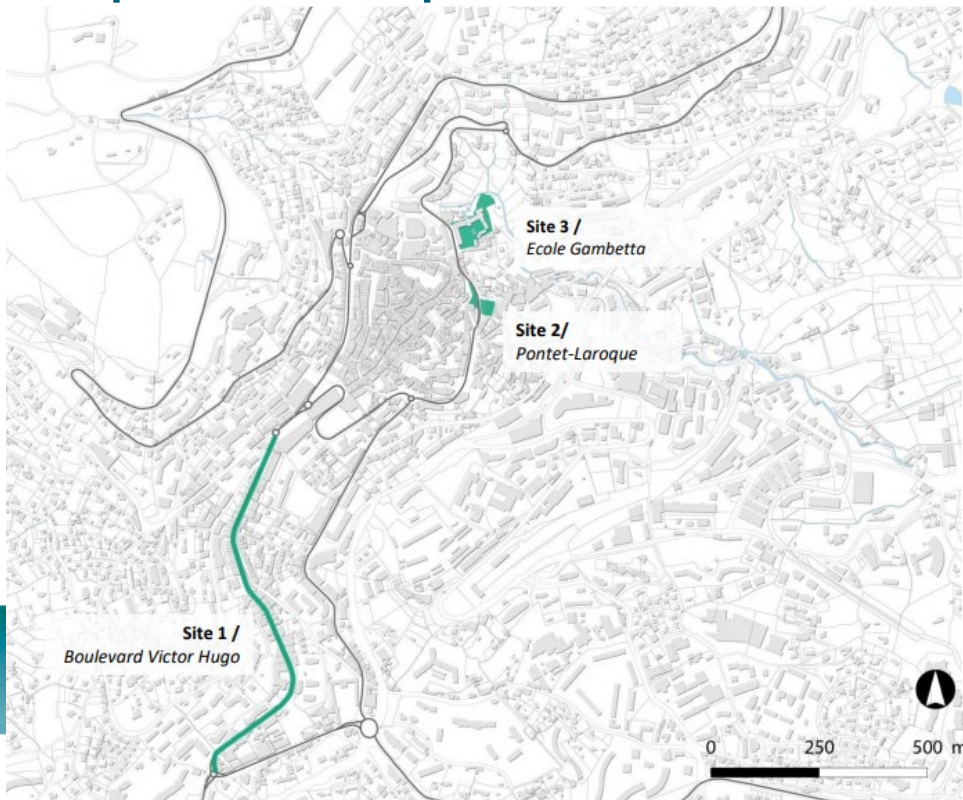 Site 3 /
Ecole Gambetta
Site 2/
Pontet-Laroque
Site 1 /
Boulevard Victor Hugo
0 250 500 m